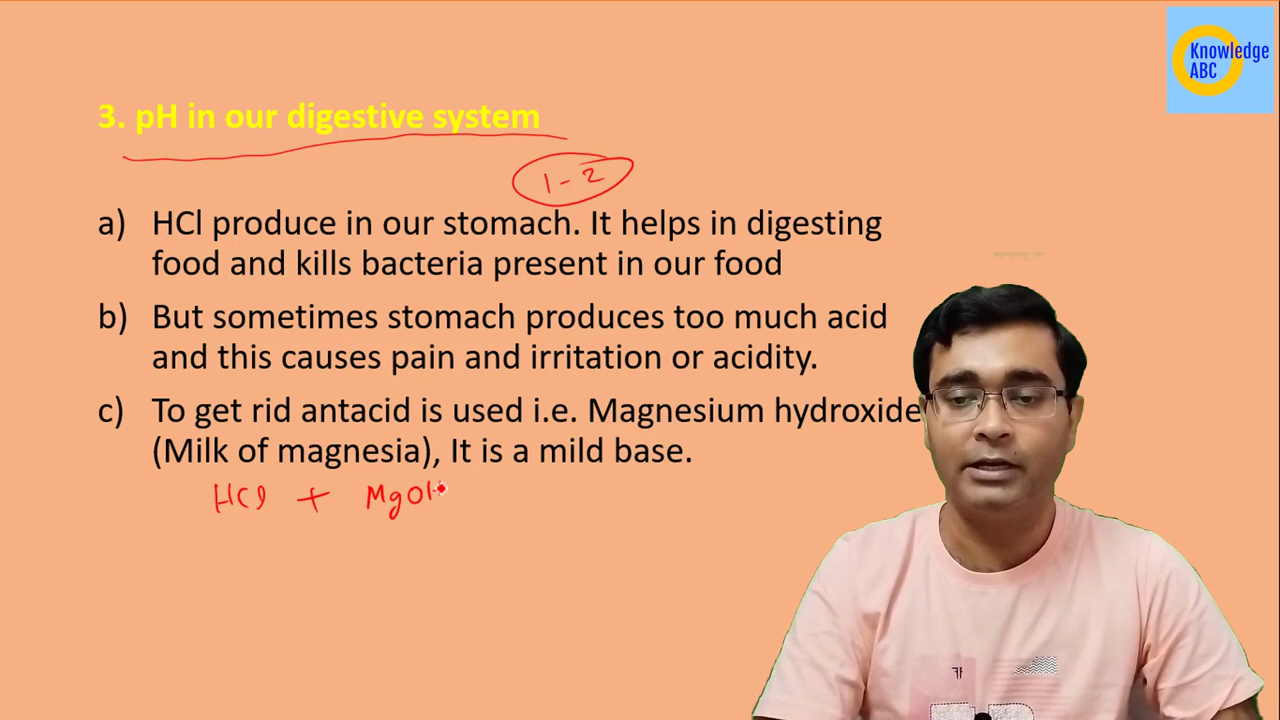 Knowledge
ABC
3. pH in our digestive system
1-2
a) HCl produce in our stomach. It helps in digesting
food and kills bacteria present in our food
b) But sometimes stomach produces too much acid
and this causes pain and irritation or acidity.
c) To get rid antacid is used i.e. Magnesium hydroxide
(Milk of magnesia), It is a mild base.
HCl + MgOH